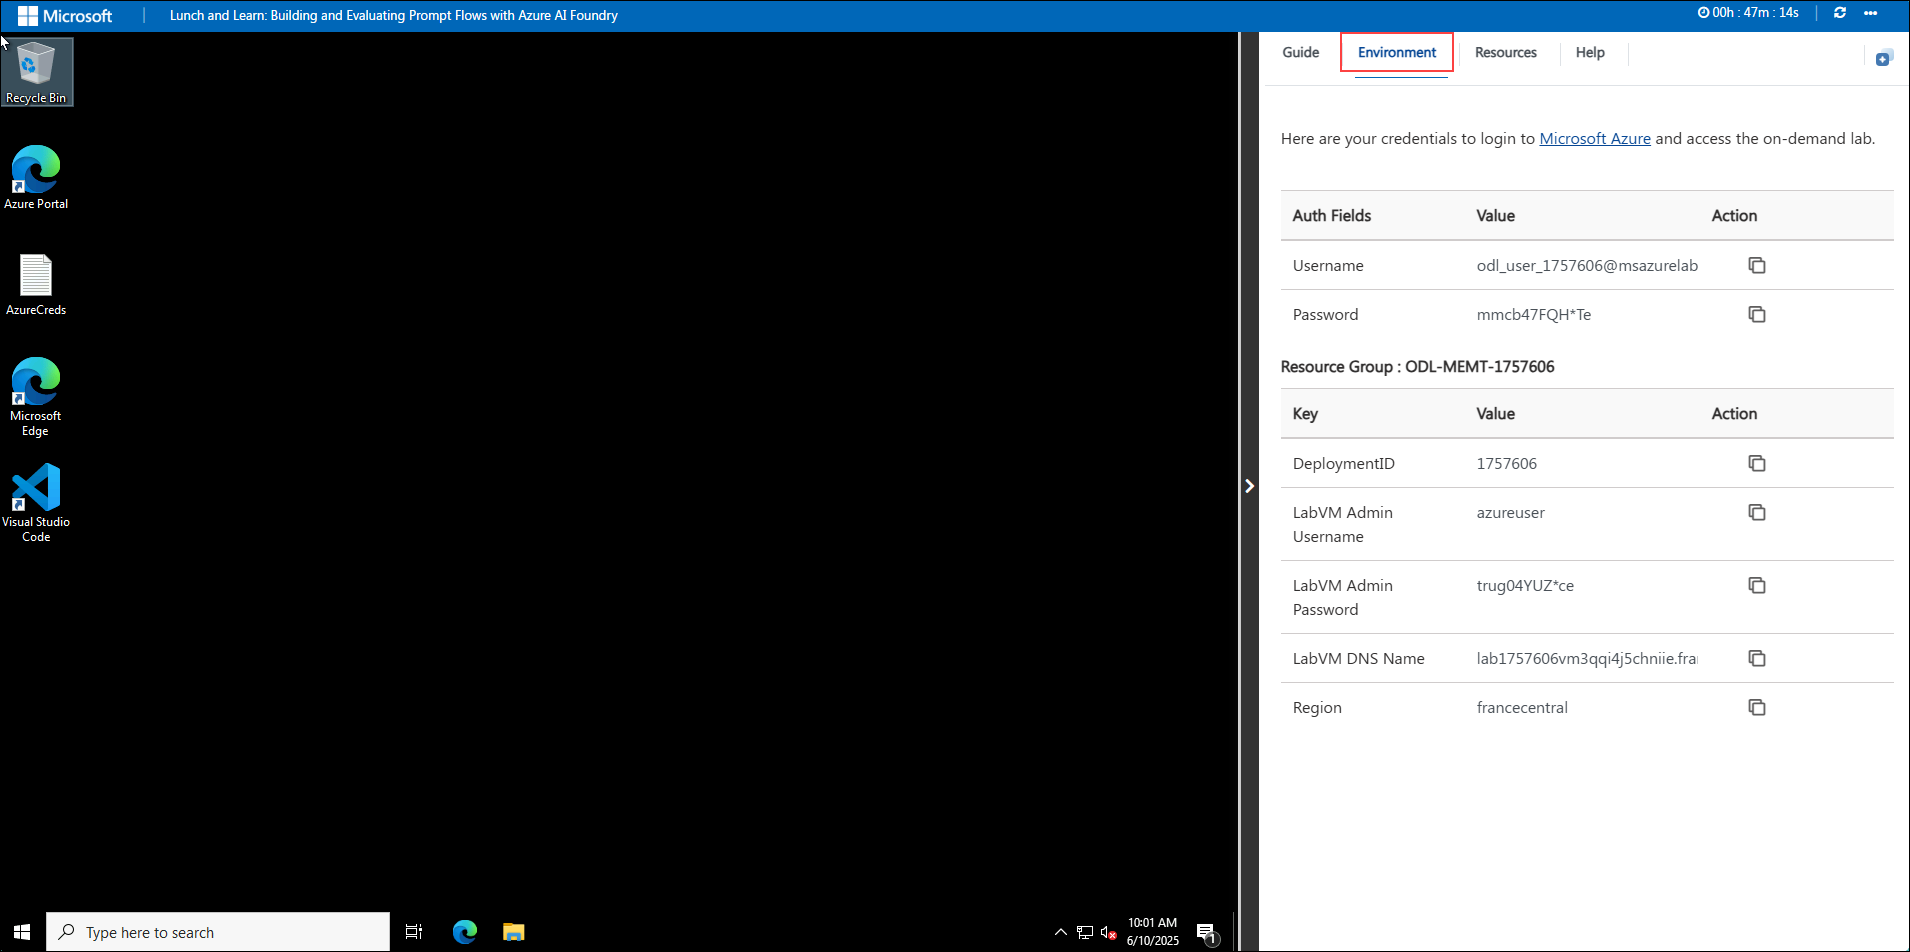 Microsoft
Lunch and Learn: Building and Evaluating Prompt Flows with Azure AI Foundry
00h : 47m : 14s
Recycle Bin
Azure Portal
AzureCreds
Microsoft
Edge
Visual Studio
Code
Guide
Environment
Resources
Help
Here are your credentials to login to Microsoft Azure and access the on-demand lab.
Auth Fields Value Action
Username odl_user_1757606@msazurelab
Password mmcb47FQH*Te
Resource Group : ODL-MEMT-1757606
Key Value Action
DeploymentID 1757606
LabVM Admin azureuser
Username
LabVM Admin trug04YUZ*ce
Password
LabVM DNS Name lab1757606vm3qqi4j5chniie.fra
Region francecentral
Type here to search
10:01 AM
6/10/2025
1